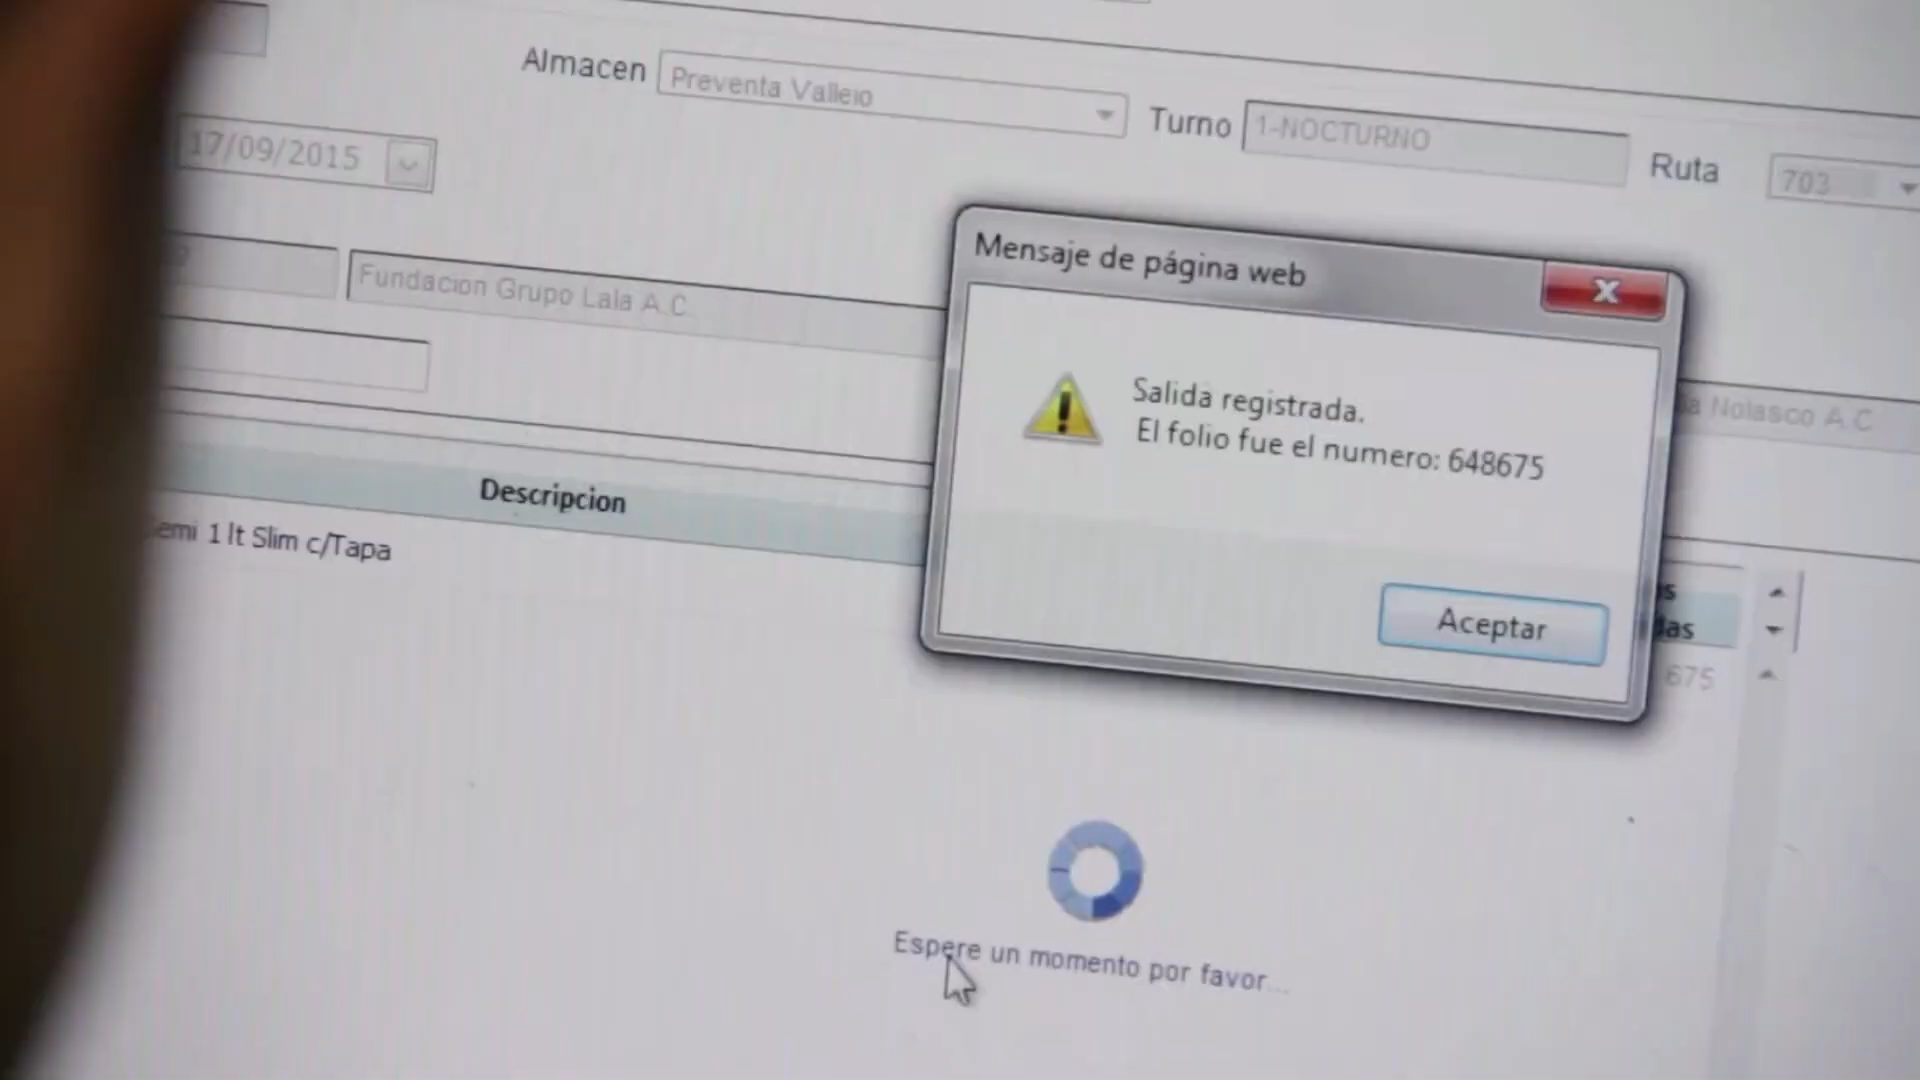 Almacen Preventa Vallejo
Turno 1-NOCTURNO
Ruta 703
17/09/2015
Fundacion Grupo Lala A.C.
Mensaje de página web
Salida registrada.
El folio fue el numero: 648675
Aceptar
Nolasco A.C
Descripcion
1 lt Slim c/Tapa
675
Espere un momento por favor...